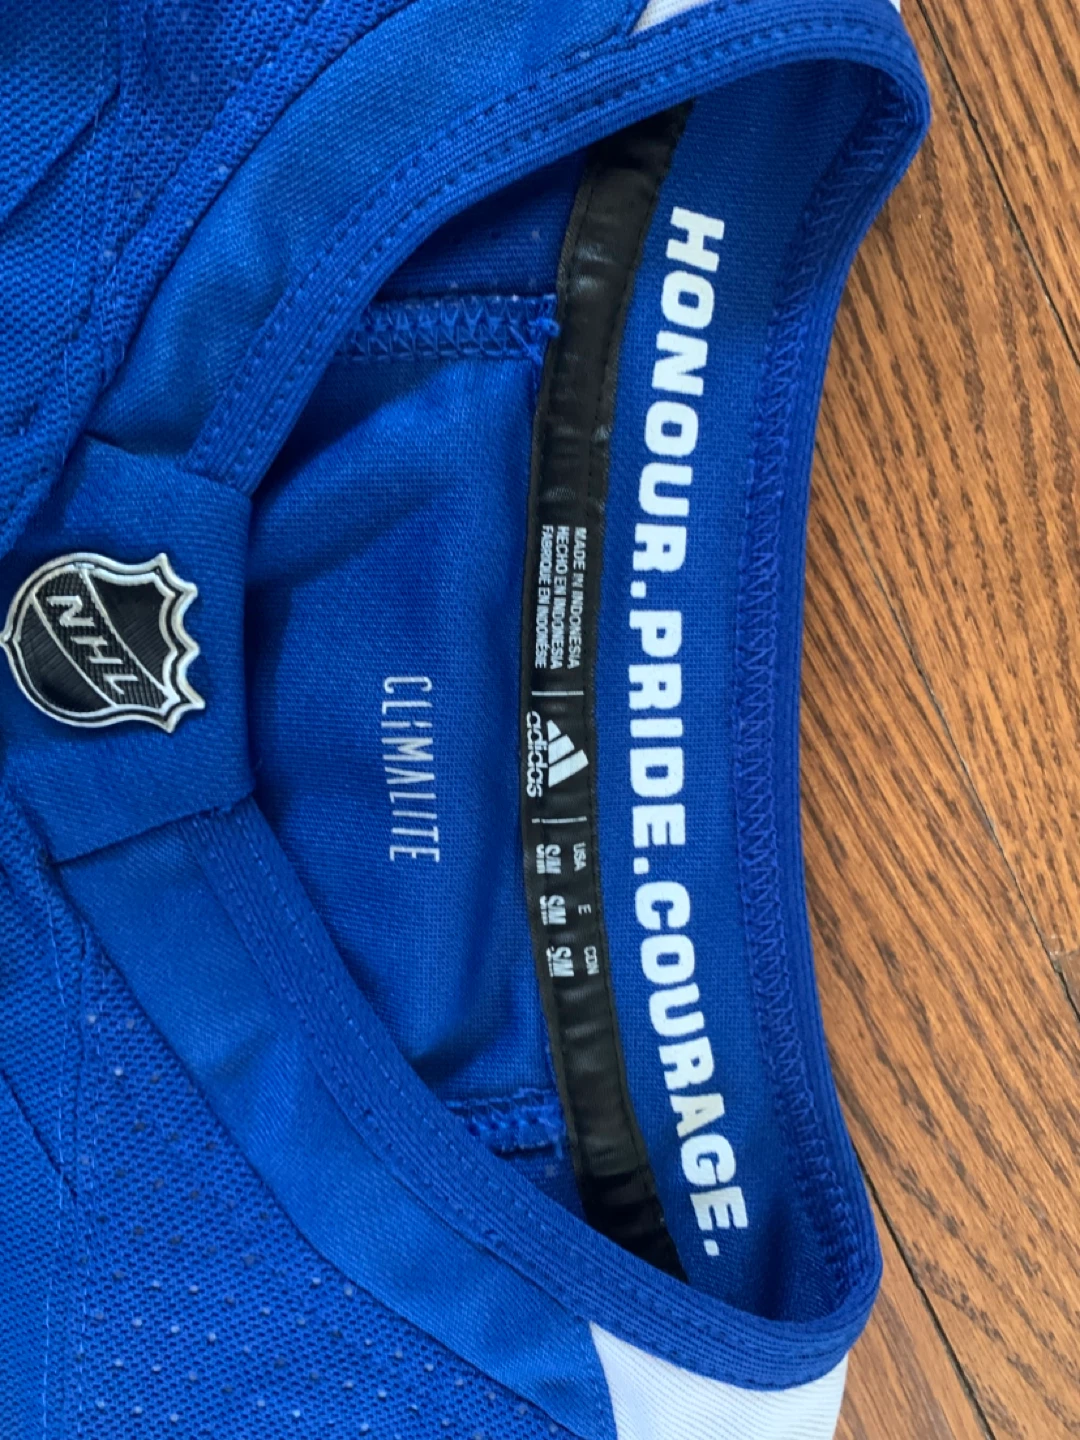 HONOUR.PRIDE.COURAGE.
MADE IN INDONESIA
HECHO EN INDONESIA
FABRIQUÉ EN INDONÉSIE
adidas
USA E CDN
S/M S/M S/M
CLIMALITE
NHL